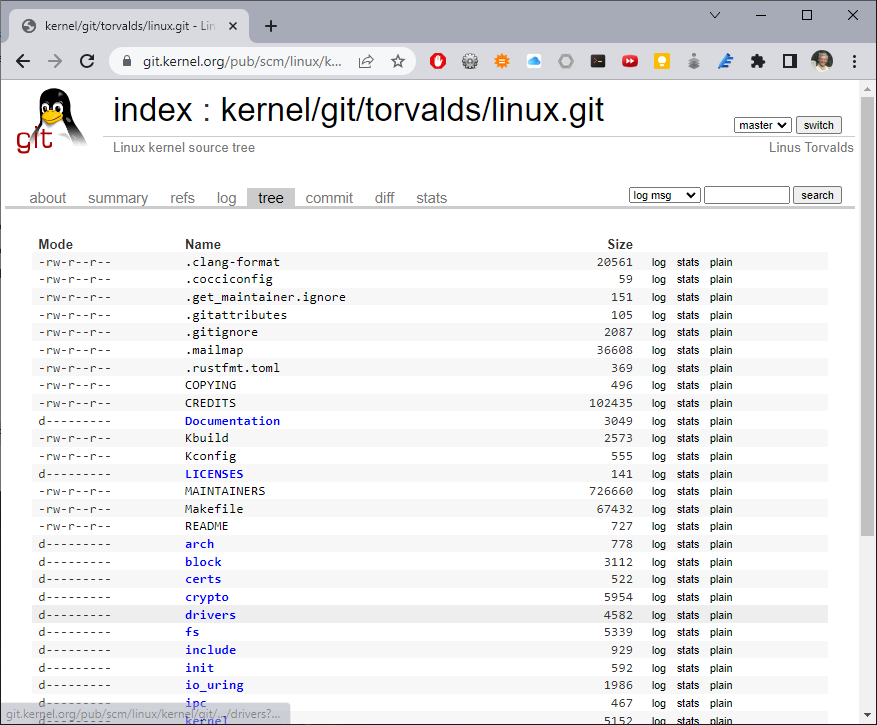 kernel/git/torvalds/linux.git - Lin
git.kernel.org/pub/scm/linux/k...
git
index : kernel/git/torvalds/linux.git
master switch
Linux kernel source tree Linus Torvalds
about summary refs log tree commit diff stats log msg search
Mode Name Size
-rw-r--r-- .clang-format 20561 log stats plain
-rw-r--r-- .cocciconfig 59 log stats plain
-rw-r--r-- .get_maintainer.ignore 151 log stats plain
-rw-r--r-- .gitattributes 105 log stats plain
-rw-r--r-- .gitignore 2087 log stats plain
-rw-r--r-- .mailmap 36608 log stats plain
-rw-r--r-- .rustfmt.toml 369 log stats plain
-rw-r--r-- COPYING 496 log stats plain
-rw-r--r-- CREDITS 102435 log stats plain
d--------- Documentation 3049 log stats plain
-rw-r--r-- Kbuild 2573 log stats plain
-rw-r--r-- Kconfig 555 log stats plain
d--------- LICENSES 141 log stats plain
-rw-r--r-- MAINTAINERS 726660 log stats plain
-rw-r--r-- Makefile 67432 log stats plain
-rw-r--r-- README 727 log stats plain
d--------- arch 778 log stats plain
d--------- block 3112 log stats plain
d--------- certs 522 log stats plain
d--------- crypto 5954 log stats plain
d--------- drivers 4582 log stats plain
d--------- fs 5339 log stats plain
d--------- include 929 log stats plain
d--------- init 592 log stats plain
d--------- io_uring 1986 log stats plain
d--------- ipc 467 log stats plain
kernel 5152 log stats plain
git.kernel.org/pub/scm/linux/kernel/git/.../drivers?...